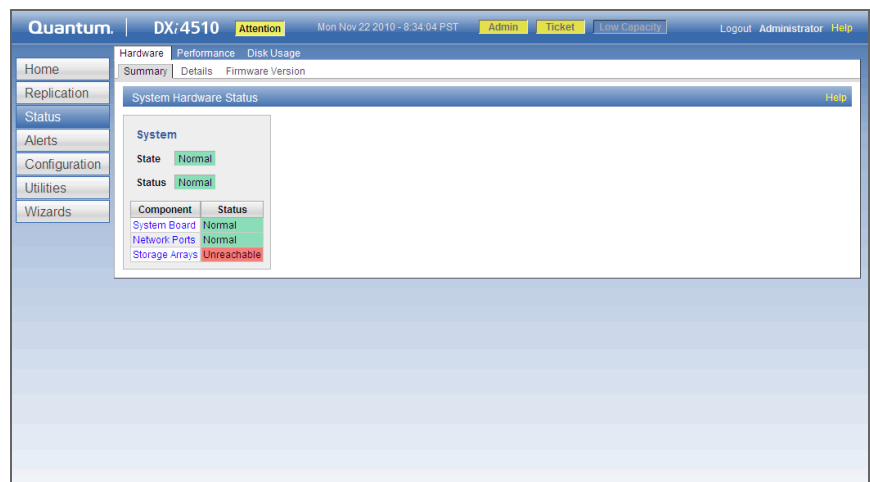 Quantum. DXi4510 Attention Mon Nov 22 2010 - 8:34:04 PST Admin Ticket Low Capacity Logout Administrator Help
Hardware Performance Disk Usage
Summary Details Firmware Version
Home
Replication
Status
Alerts
Configuration
Utilities
Wizards
System Hardware Status Help
System
State Normal
Status Normal
Component Status
System Board Normal
Network Ports Normal
Storage Arrays Unreachable